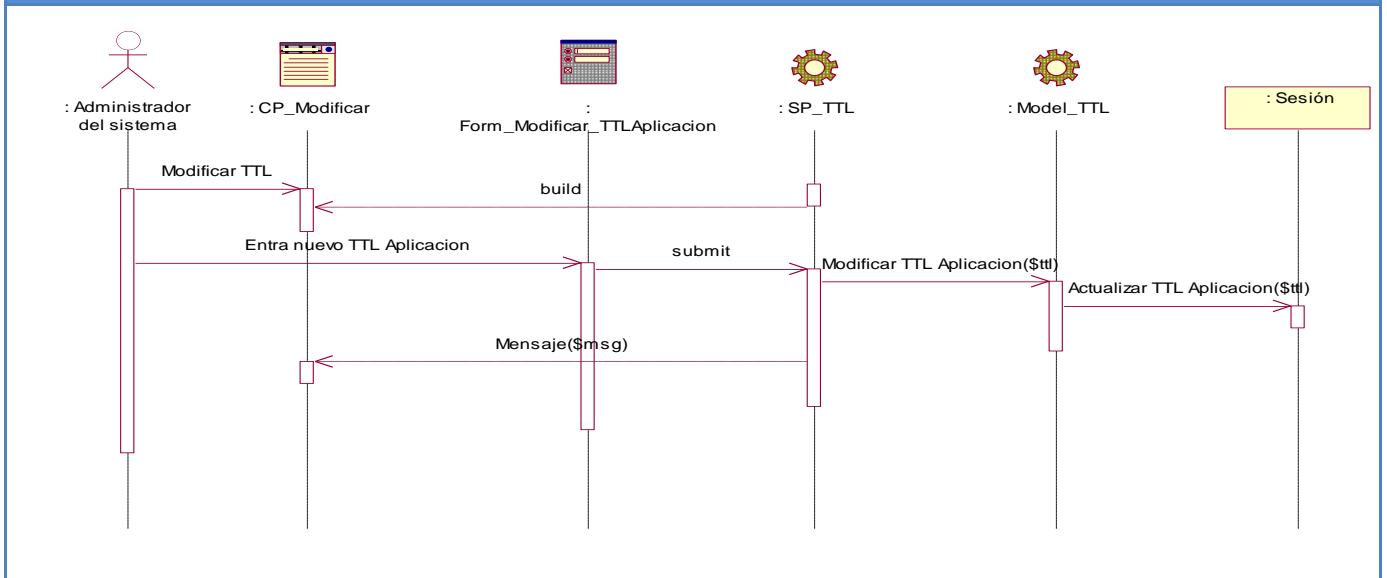 : Administrador
del sistema
: CP_Modificar
:
Form_Modificar_TTLAplicacion
: SP_TTL
: Model_TTL
: Sesión
Modificar TTL
build
Entra nuevo TTL Aplicacion
submit
Modificar TTL Aplicacion($ttl)
Actualizar TTL Aplicacion($ttl)
Mensaje($msg)